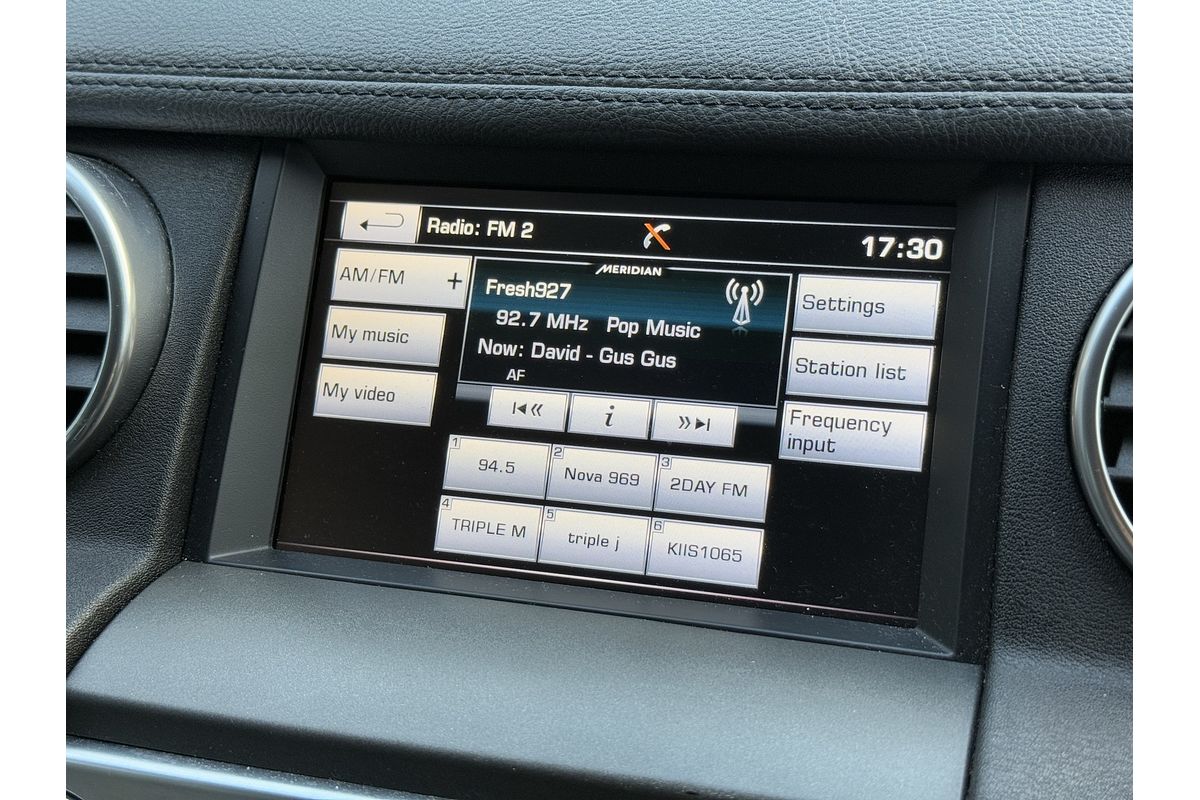 Radio: FM 2
17:30
AM/FM +
My music
My video
MERIDIAN
Fresh927
92.7 MHz Pop Music
Now: David - Gus Gus
AF
i
Settings
Station list
Frequency
input
1 94.5
2 Nova 969
3 2DAY FM
4 TRIPLE M
5 triple j
6 KIIS1065